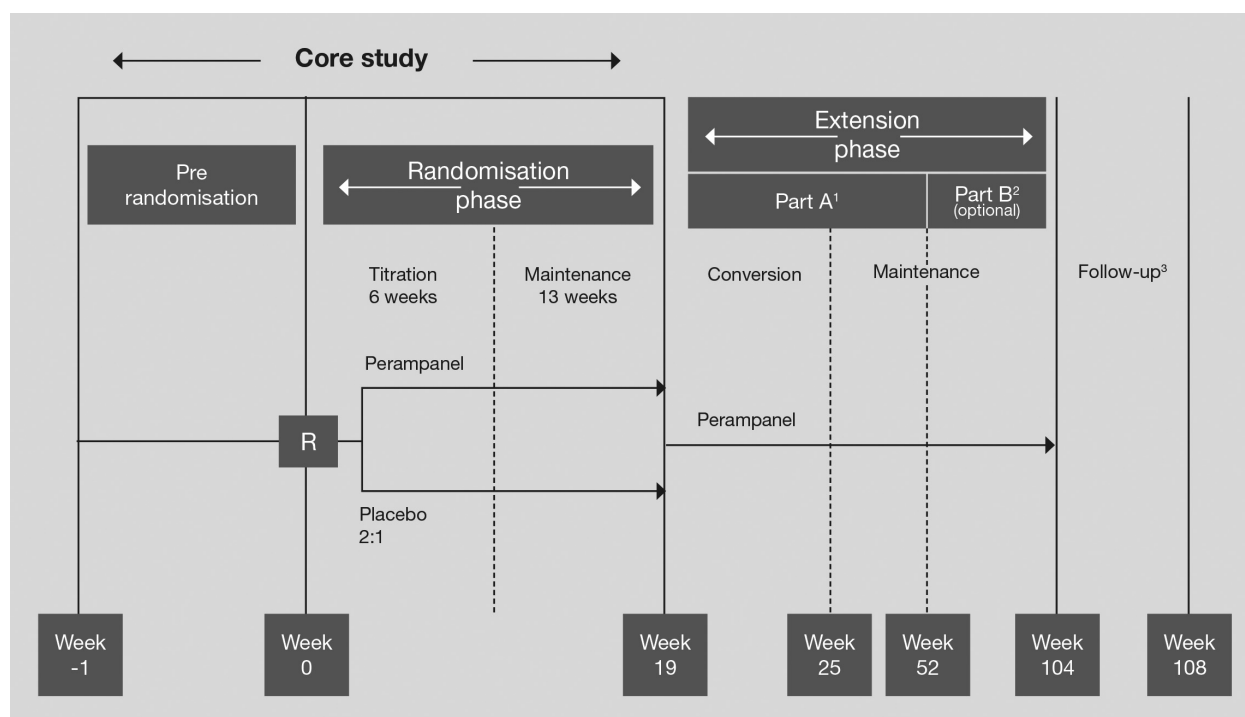 Core study
Pre
randomisation
Randomisation
phase
Extension
phase
Part A¹
Part B²
(optional)
Titration
6 weeks
Maintenance
13 weeks
Conversion
Maintenance
Follow-up³
Perampanel
Perampanel
R
Placebo
2:1
Week
-1
Week
0
Week
19
Week
25
Week
52
Week
104
Week
108